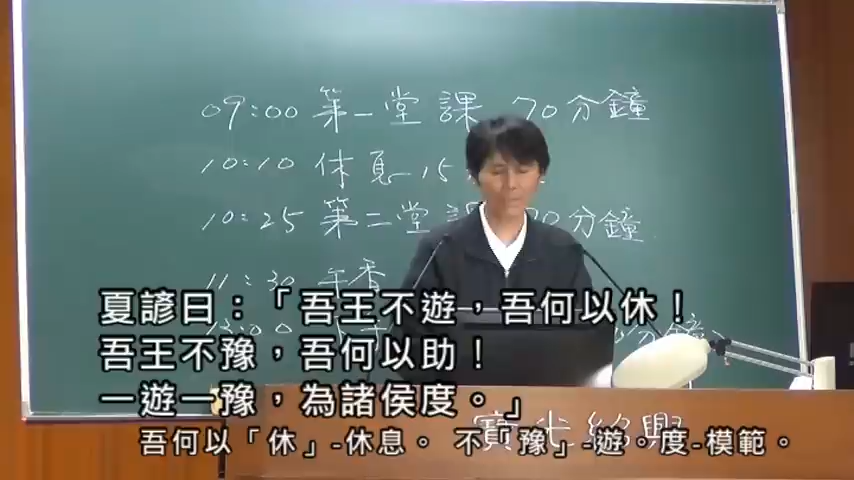 09:00 第一堂課 70分鐘
10:10 休息 15
10:25 第二堂課 70分鐘
11:30 午香
夏諺曰：「吾王不遊，吾何以休！
吾王不豫，吾何以助！
一遊一豫，為諸侯度。」
吾何以「休」-休息。 不「豫」-遊。度-模範。